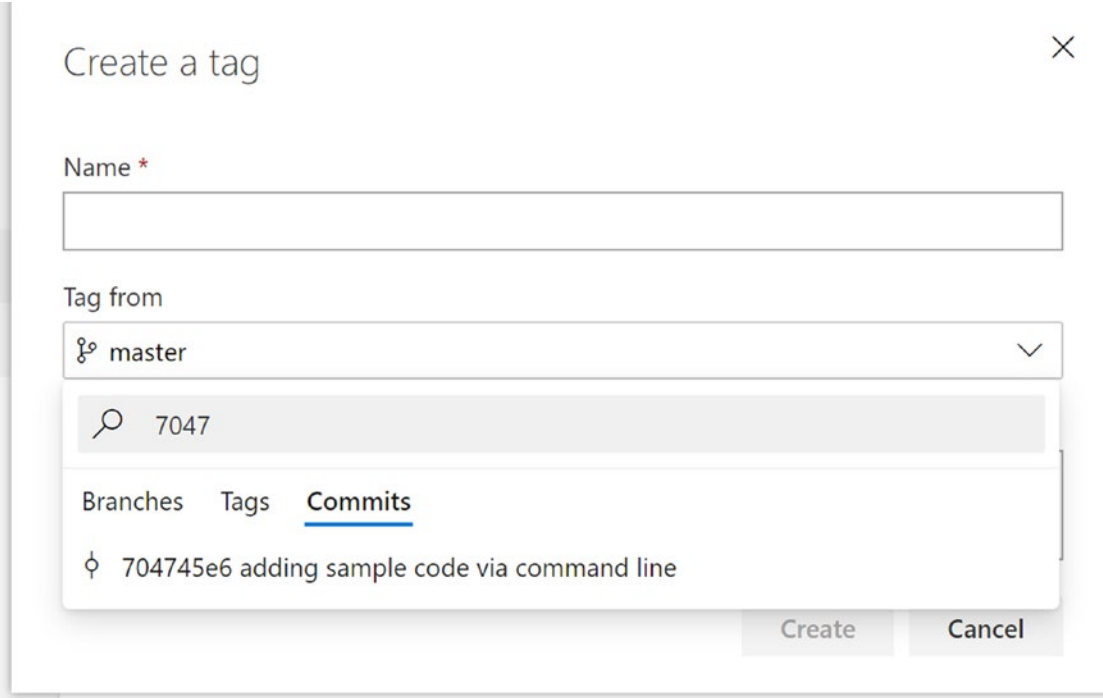 Create a tag
Name *
Tag from
master
7047
Branches Tags Commits
704745e6 adding sample code via command line
Create Cancel